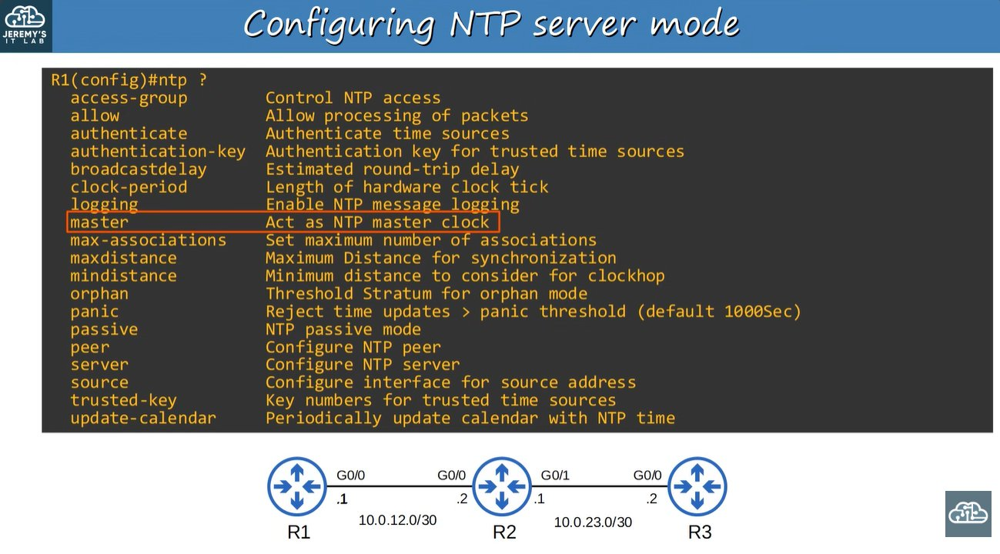 JEREMY'S
IT LAB
Configuring NTP server mode
R1(config)#ntp ?
access-group Control NTP access
allow Allow processing of packets
authenticate Authenticate time sources
authentication-key Authentication key for trusted time sources
broadcastdelay Estimated round-trip delay
clock-period Length of hardware clock tick
logging Enable NTP message logging
master Act as NTP master clock
max-associations Set maximum number of associations
maxdistance Maximum Distance for synchronization
mindistance Minimum distance to consider for clockhop
orphan Threshold Stratum for orphan mode
panic Reject time updates > panic threshold (default 1000Sec)
passive NTP passive mode
peer Configure NTP peer
server Configure NTP server
source Configure interface for source address
trusted-key Key numbers for trusted time sources
update-calendar Periodically update calendar with NTP time
G0/0 G0/0 G0/1 G0/0
.1 .2 .1 .2
10.0.12.0/30 10.0.23.0/30
R1 R2 R3